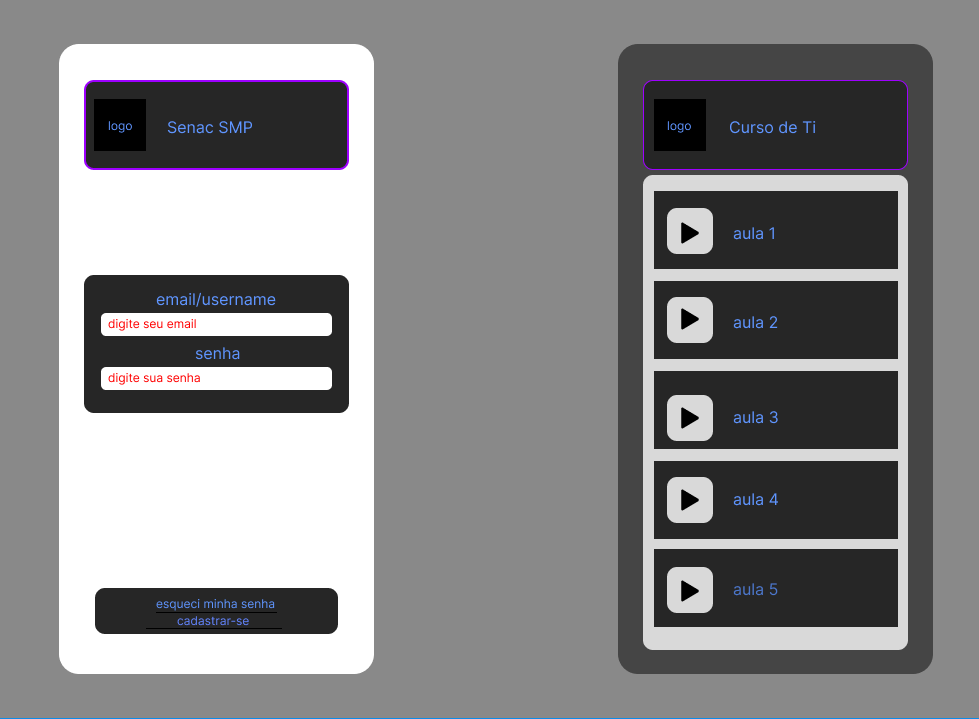 logo
Senac SMP
email/username
digite seu email
senha
digite sua senha
esqueci minha senha
cadastrar-se
logo
Curso de Ti
aula 1
aula 2
aula 3
aula 4
aula 5